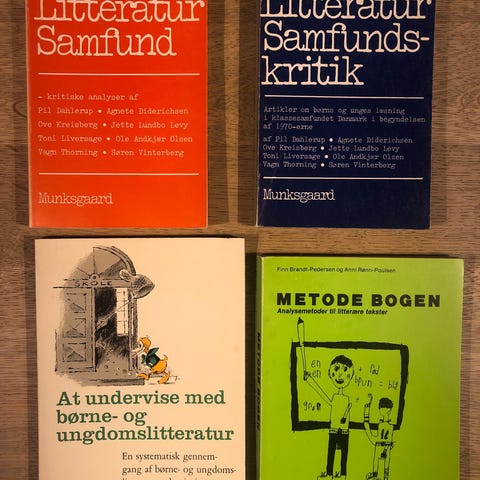 Litteratur
Samfund
- kritiske analyser af
Pil Dahlerup • Agnete Diderichsen
Ove Kreisberg • Jette Lundbo Levy
Toni Liversage • Ole Andkjær Olsen
Vagn Thorning • Søren Vinterberg
Munksgaard
Litteratur
Samfunds-
kritik
Artikler om børns og unges læsning
i klassesamfundet Danmark i begyndelsen
af 1970-erne
af Pil Dahlerup • Agnete Diderichsen
Ove Kreisberg • Jette Lundbo Levy
Toni Liversage • Ole Andkjær Olsen
Vagn Thorning • Søren Vinterberg
Munksgaard
SKOLE
At undervise med
børne- og
ungdomslitteratur
En systematisk gennem-
gang af børne- og ungdoms-
Finn Brandt-Pedersen og Anni Rønn-Poulsen
METODE BOGEN
Analysemetoder til litterære tekster
en